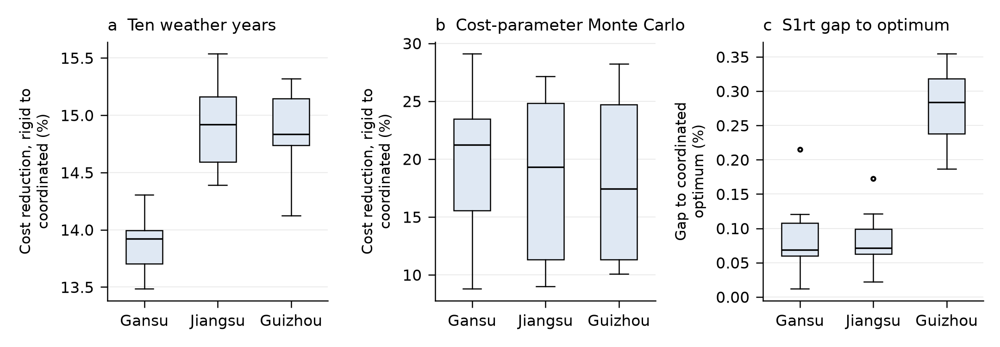 a Ten weather years
Cost reduction, rigid to
coordinated (%)
15.5
15.0
14.5
14.0
13.5
Gansu
Jiangsu
Guizhou
b Cost-parameter Monte Carlo
Cost reduction, rigid to
coordinated (%)
30
25
20
15
10
Gansu
Jiangsu
Guizhou
c S1rt gap to optimum
Gap to coordinated
optimum (%)
0.35
0.30
0.25
0.20
0.15
0.10
0.05
0.00
Gansu
Jiangsu
Guizhou